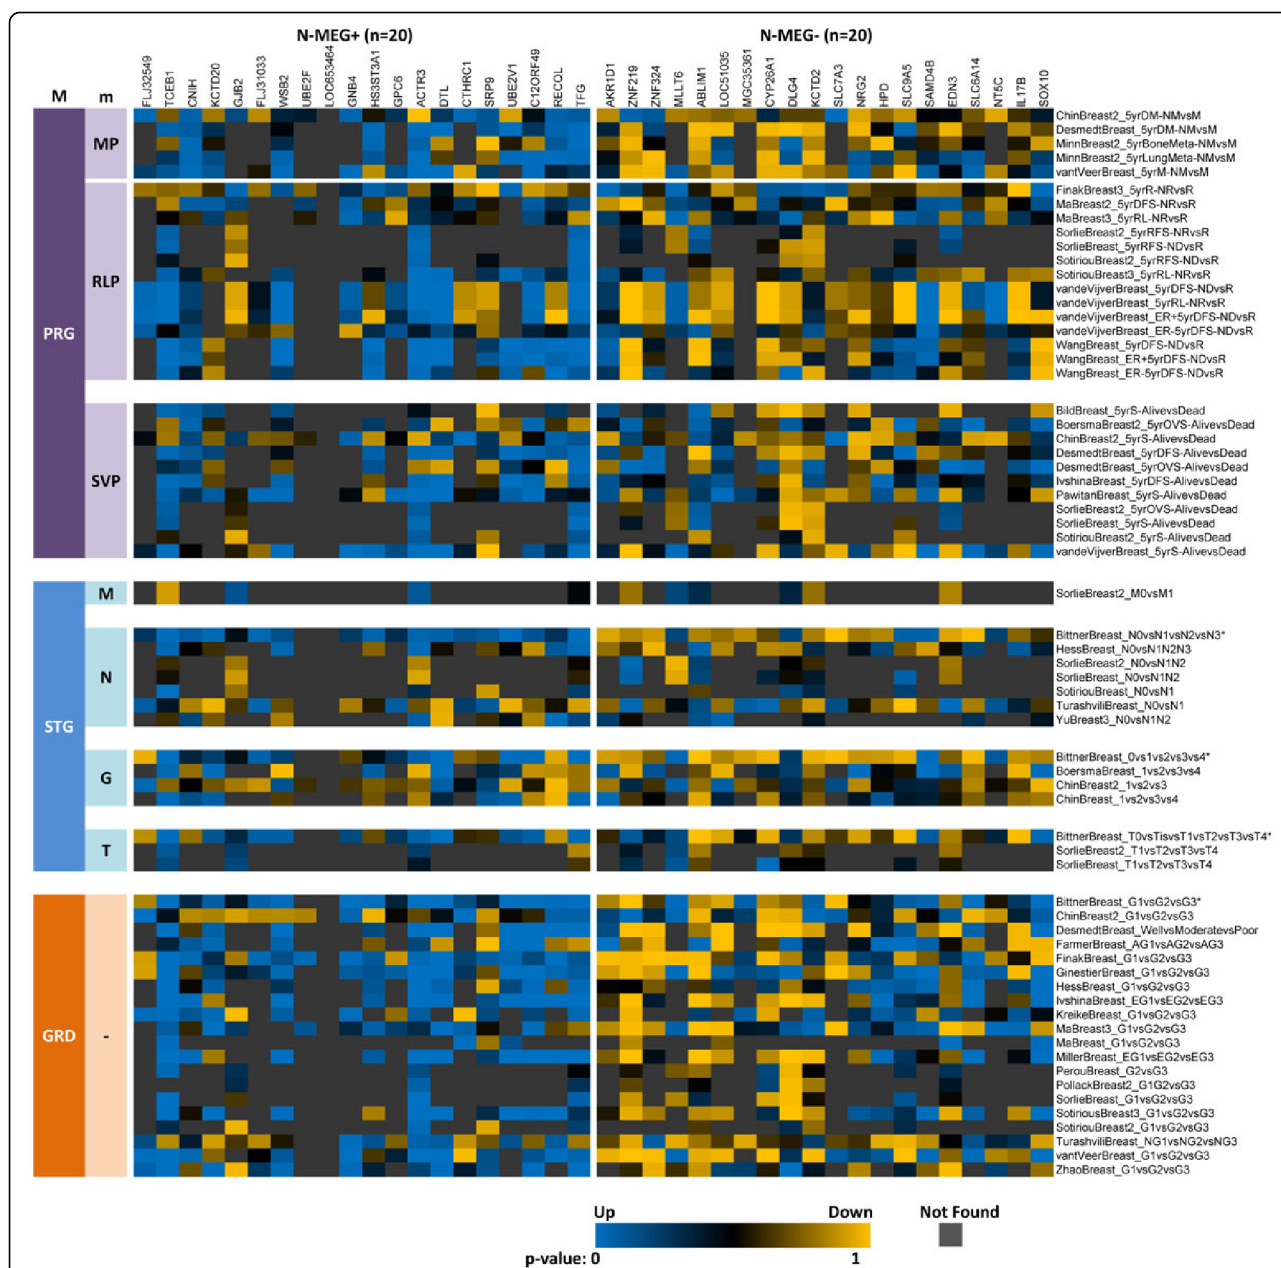 N-MEG+ (n=20)
N-MEG- (n=20)
M
m
FLJ32549
TCEB1
CNIH
KCTD20
GJB2
FLJ31033
WSB2
UBE2F
LOC653464
GNB4
HS3ST3A1
GPC6
ACTR3
DTL
CTHRC1
SRP9
UBE2V1
C12ORF49
RECQL
TFG
AKR1D1
ZNF219
ZNF324
MLLT6
ABLIM1
LOC51035
MGC35361
CYP26A1
DLG4
KCTD2
SLC7A3
NRG2
HPD
SLC9A5
SAMD4B
EDN3
SLC6A14
NT5C
IL17B
SOX10
PRG
MP
ChinBreast2_5yrDM-NMvsM
DesmedtBreast_5yrDM-NMvsM
MinnBreast2_5yrBoneMeta-NMvsM
MinnBreast2_5yrLungMeta-NMvsM
vantVeerBreast_5yrM-NMvsM
RLP
FinakBreast3_5yrR-NRvsR
MaBreast2_5yrDFS-NRvsR
MaBreast3_5yrRL-NRvsR
SorlieBreast2_5yrRFS-NRvsR
SorlieBreast_5yrRFS-NDvsR
SotiriouBreast2_5yrRFS-NDvsR
SotiriouBreast3_5yrRL-NRvsR
vandeVijverBreast_5yrDFS-NDvsR
vandeVijverBreast_5yrRL-NRvsR
vandeVijverBreast_ER+5yrDFS-NDvsR
vandeVijverBreast_ER-5yrDFS-NDvsR
WangBreast_5yrDFS-NDvsR
WangBreast_ER+5yrDFS-NDvsR
WangBreast_ER-5yrDFS-NDvsR
SVP
BildBreast_5yrS-AlivevsDead
BoersmaBreast2_5yrOVS-AlivevsDead
ChinBreast2_5yrS-AlivevsDead
DesmedtBreast_5yrDFS-AlivevsDead
DesmedtBreast_5yrOVS-AlivevsDead
IvshinaBreast_5yrDFS-AlivevsDead
PawitanBreast_5yrS-AlivevsDead
SorlieBreast2_5yrOVS-AlivevsDead
SorlieBreast_5yrS-AlivevsDead
SotiriouBreast2_5yrS-AlivevsDead
vandeVijverBreast_5yrS-AlivevsDead
STG
M
SorlieBreast2_M0vsM1
N
BittnerBreast_N0vsN1vsN2vsN3*
HessBreast_N0vsN1N2N3
SorlieBreast2_N0vsN1N2
SorlieBreast_N0vsN1N2
SotiriouBreast_N0vsN1
TurashviliBreast_N0vsN1
YuBreast3_N0vsN1N2
G
BittnerBreast_0vs1vs2vs3vs4*
BoersmaBreast_1vs2vs3vs4
ChinBreast2_1vs2vs3
ChinBreast_1vs2vs3vs4
T
BittnerBreast_T0vsTisvsT1vsT2vsT3vsT4*
SorlieBreast2_T1vsT2vsT3vsT4
SorlieBreast_T1vsT2vsT3vsT4
GRD
-
BittnerBreast_G1vsG2vsG3*
ChinBreast2_G1vsG2vsG3
DesmedtBreast_WellvsModeratevsPoor
FarmerBreast_AG1vsAG2vsAG3
FinakBreast_G1vsG2vsG3
GinestierBreast_G1vsG2vsG3
HessBreast_G1vsG2vsG3
IvshinaBreast_EG1vsEG2vsEG3
KreikeBreast_G1vsG2vsG3
MaBreast3_G1vsG2vsG3
MaBreast_G1vsG2vsG3
MillerBreast_EG1vsEG2vsEG3
PerouBreast_G2vsG3
PollackBreast2_G1G2vsG3
SorlieBreast_G1vsG2vsG3
SotiriousBreast3_G1vsG2vsG3
SotiriouBreast2_G1vsG2vsG3
TurashviliBreast_NG1vsNG2vsNG3
vantVeerBreast_G1vsG2vsG3
ZhaoBreast_G1vsG2vsG3
Up
Down
Not Found
p-value: 0
1